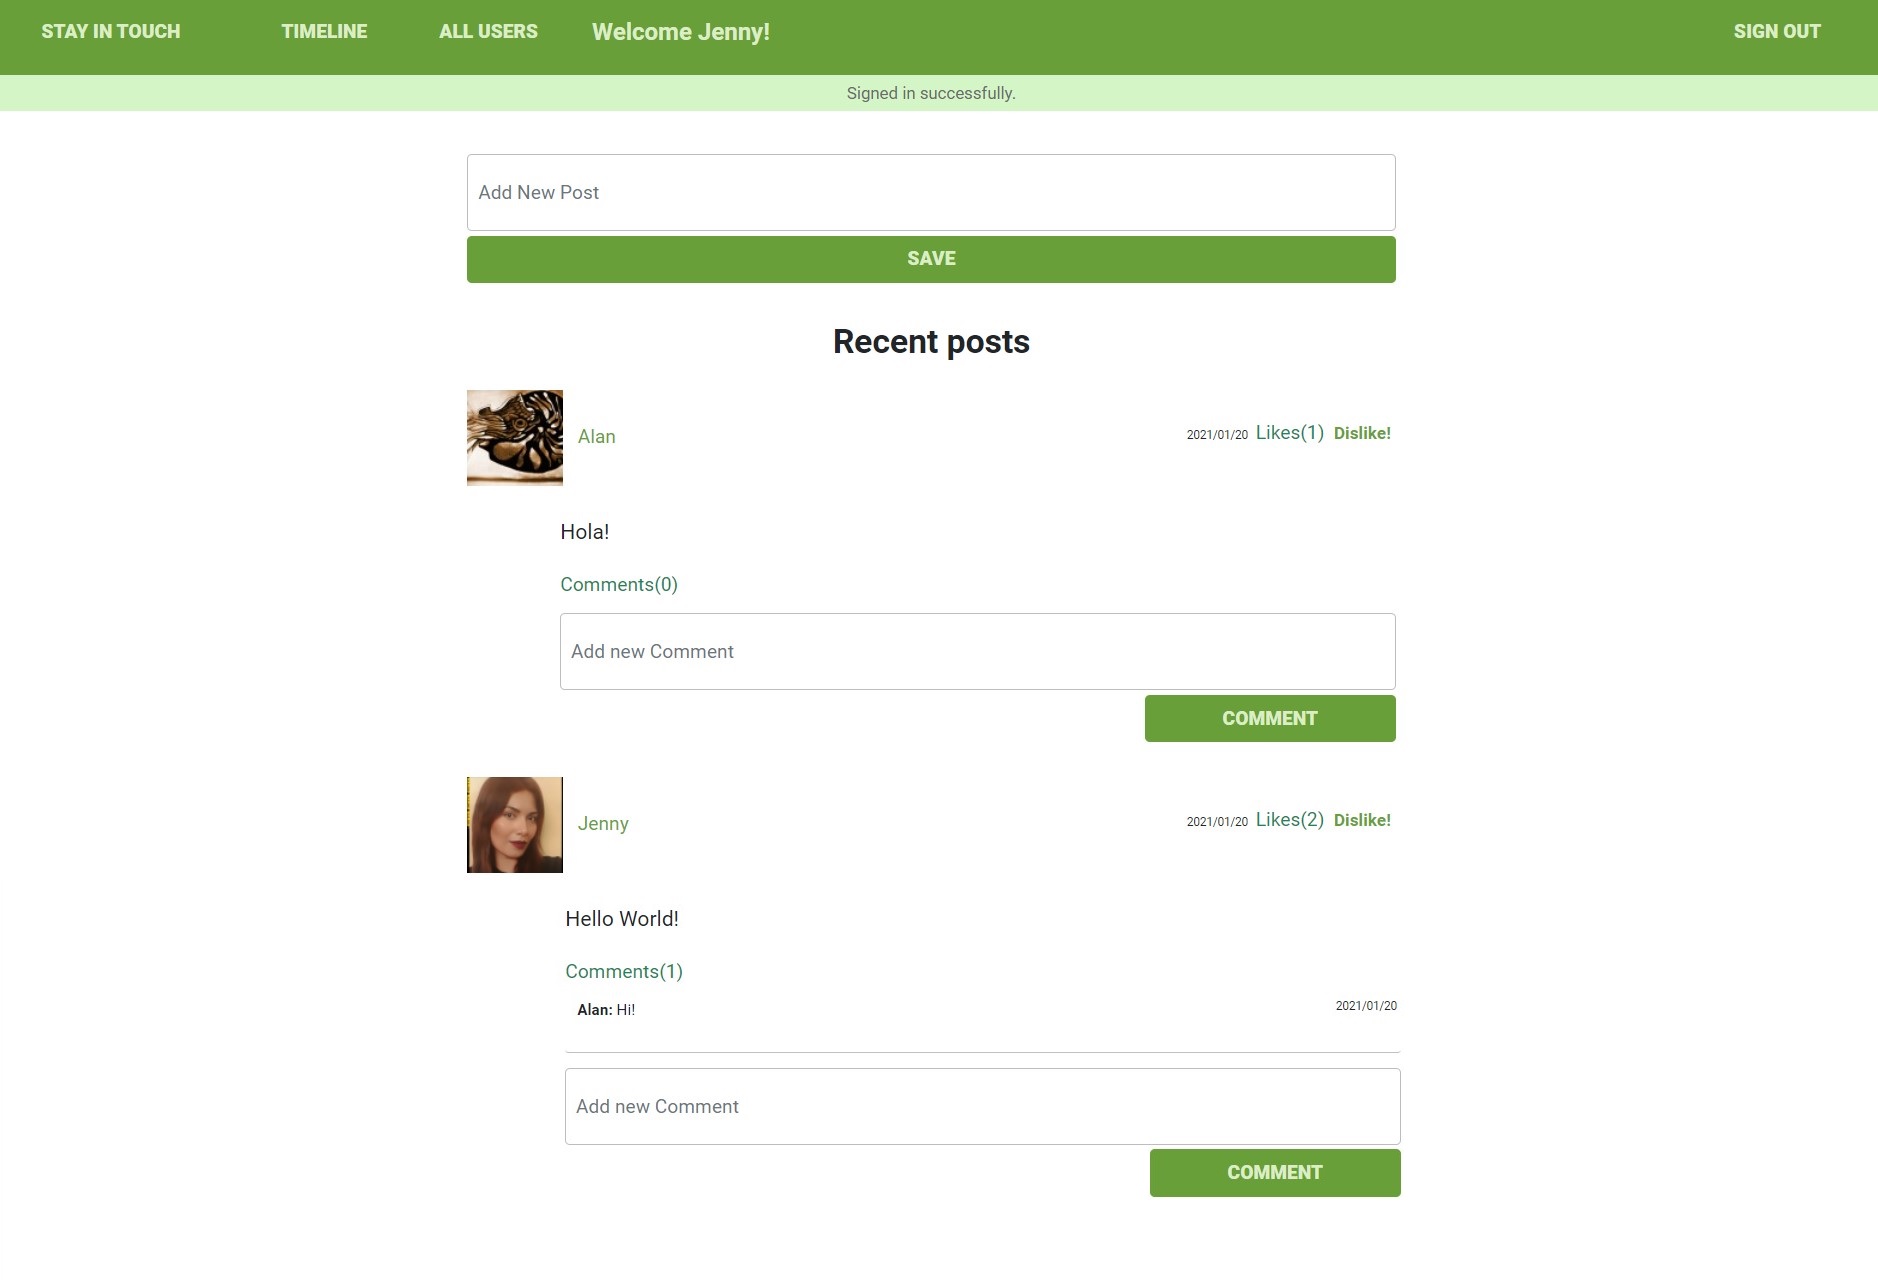 STAY IN TOUCH TIMELINE ALL USERS Welcome Jenny! SIGN OUT
Signed in successfully.
Add New Post
SAVE
Recent posts
Alan 2021/01/20 Likes(1) Dislike!
Hola!
Comments(0)
Add new Comment
COMMENT
Jenny 2021/01/20 Likes(2) Dislike!
Hello World!
Comments(1)
Alan: Hi! 2021/01/20
Add new Comment
COMMENT